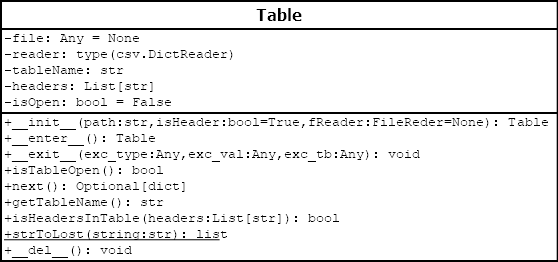 Table
-file: Any = None
-reader: type(csv.DictReader)
-tableName: str
-headers: List[str]
-isOpen: bool = False
+__init__(path:str,isHeader:bool=True,fReader:FileReder=None): Table
+__enter__(): Table
+__exit__(exc_type:Any,exc_val:Any,exc_tb:Any): void
+isTableOpen(): bool
+next(): Optional[dict]
+getTableName(): str
+isHeadersInTable(headers:List[str]): bool
+strToLost(string:str): list
+__del__(): void